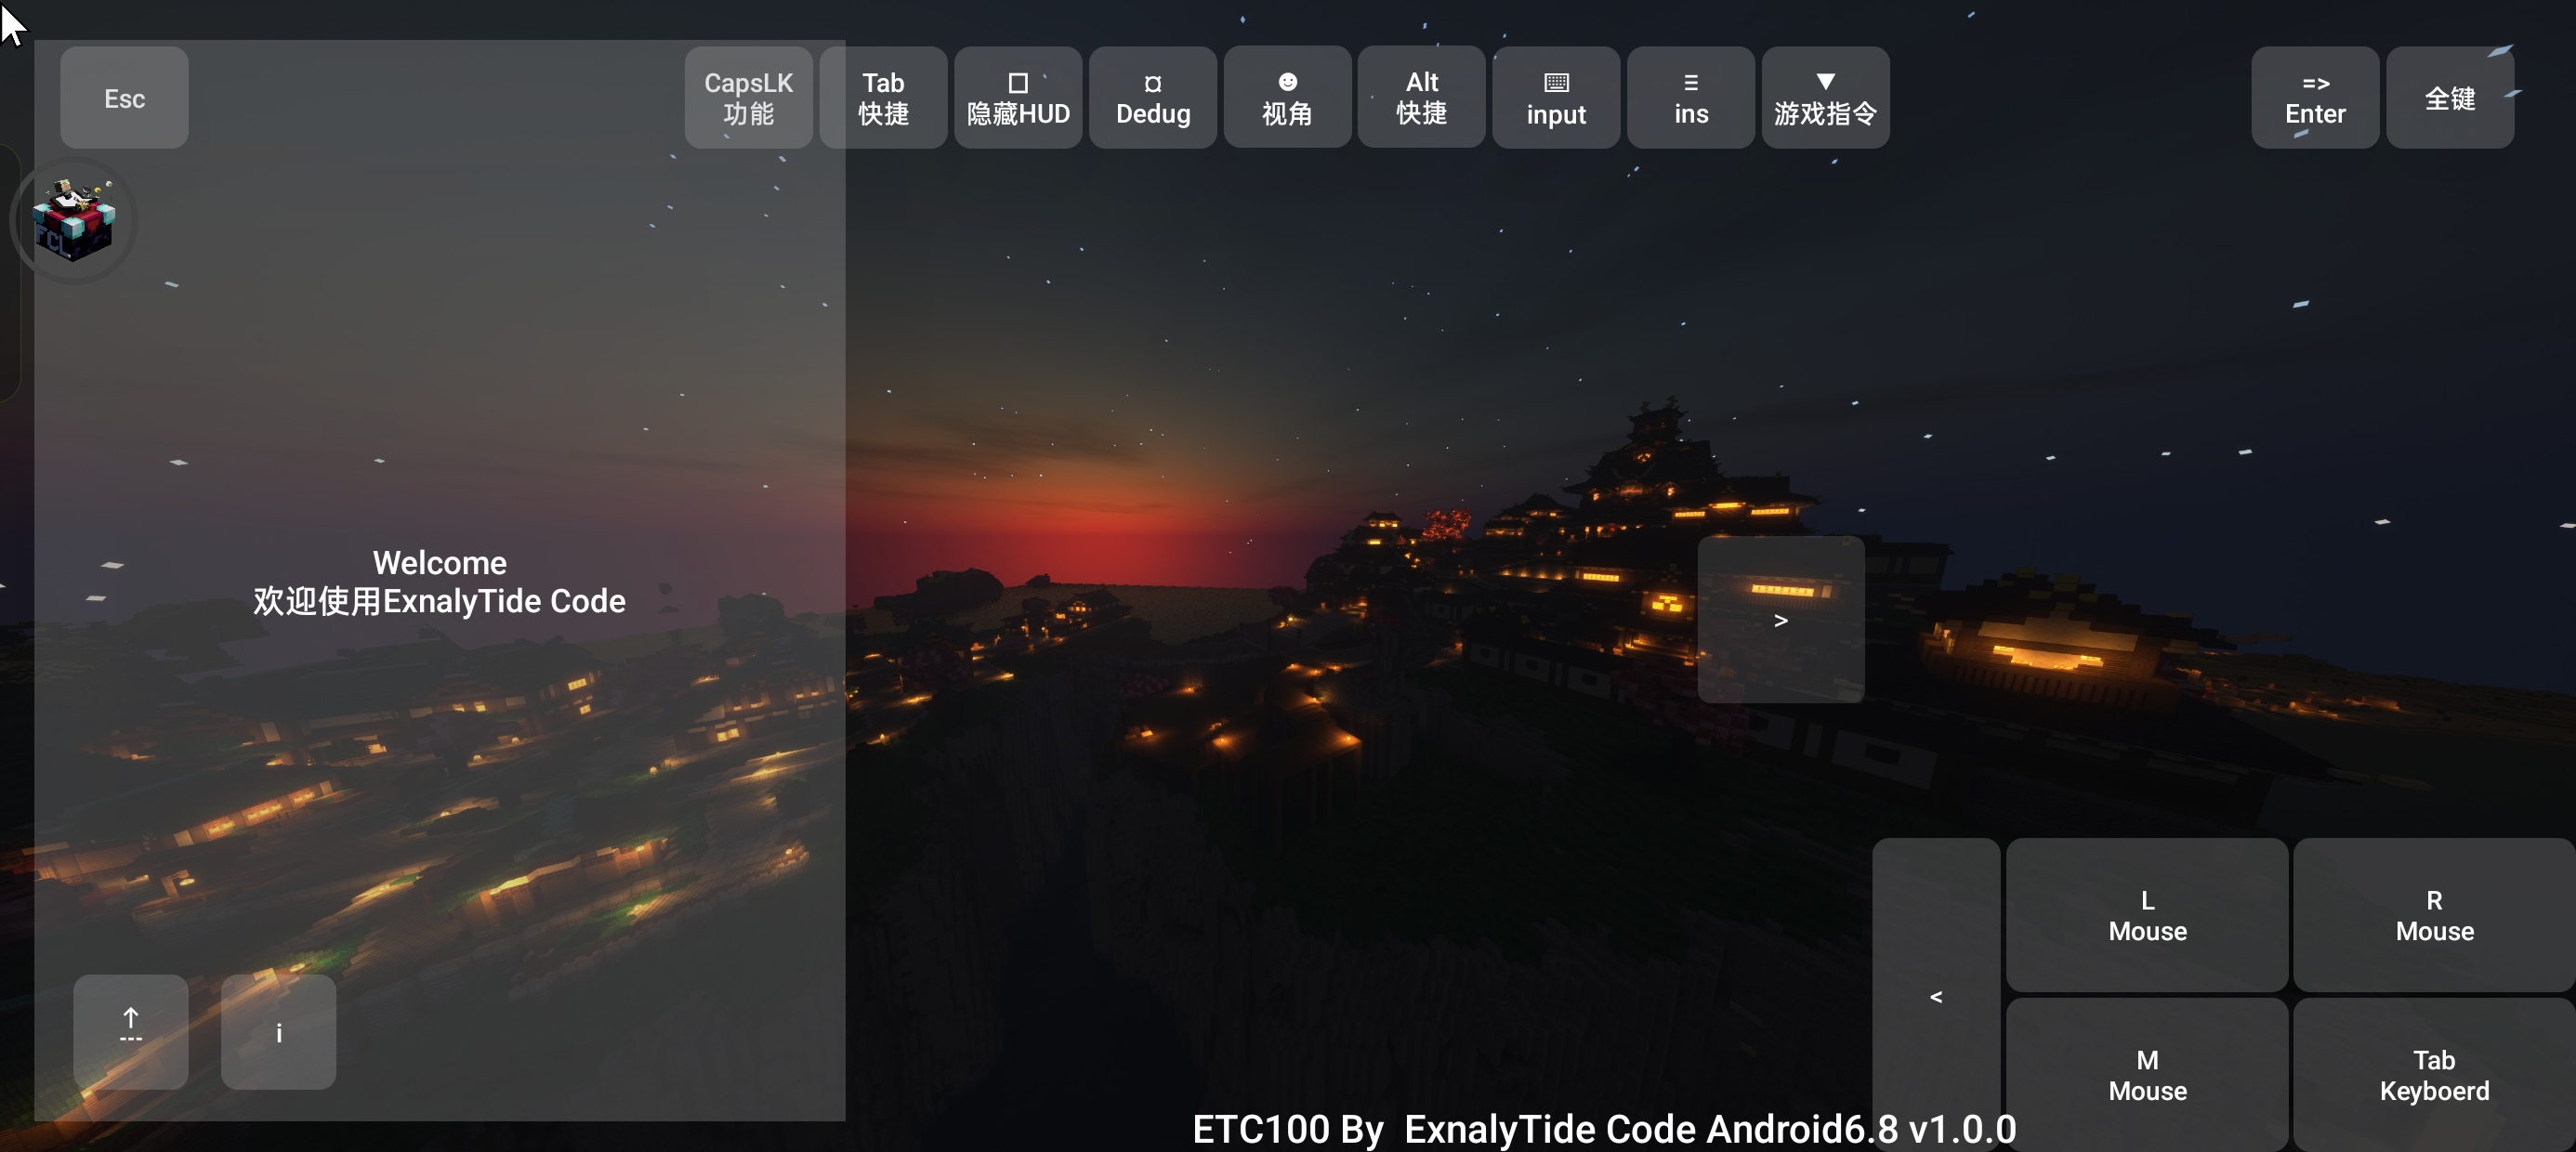 Esc
CapsLK
功能
Tab
快捷
隐藏HUD
Dedug
视角
Alt
快捷
input
ins
游戏指令
=>
Enter
全键
FCL
Welcome
欢迎使用ExnalyTide Code
>
<
L
Mouse
R
Mouse
M
Mouse
Tab
Keyboerd
i
ETC100 By  ExnalyTide Code Android6.8 v1.0.0